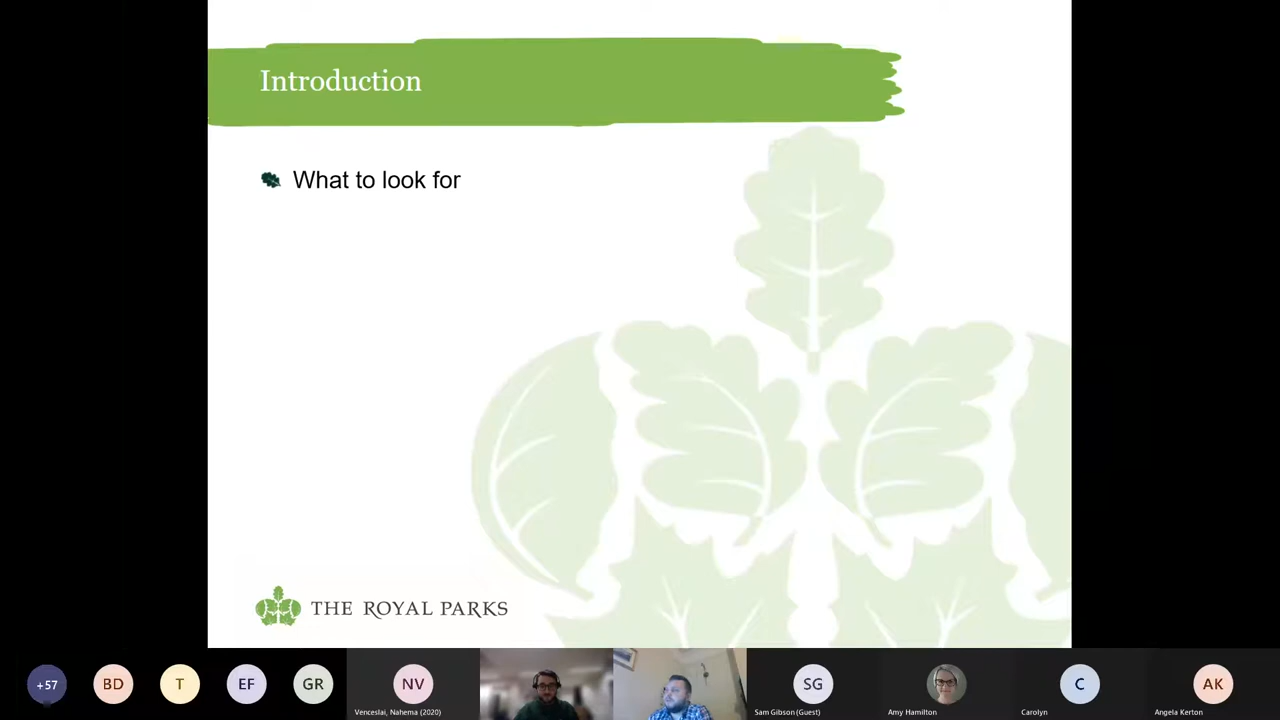 Introduction
What to look for
THE ROYAL PARKS
+57
BD
T
EF
GR
NV
Venceslai, Nahema (2020)
SG
Sam Gibson (Guest)
Amy Hamilton
C
Carolyn
AK
Angela Kerton